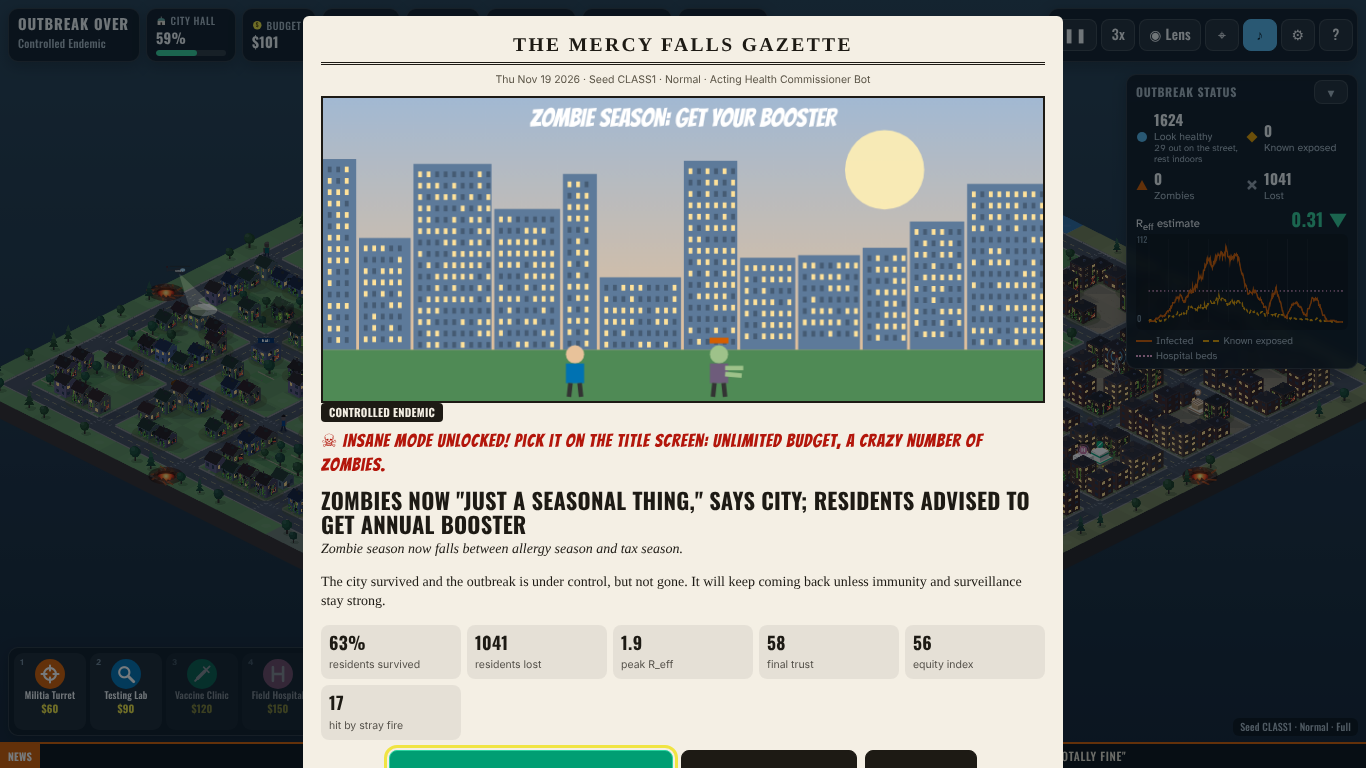 OUTBREAK OVER
Controlled Endemic
CITY HALL
59%
BUDGET
$101
THE MERCY FALLS GAZETTE
Thu Nov 19 2026 · Seed CLASS1 · Normal · Acting Health Commissioner Bot
ZOMBIE SEASON: GET YOUR BOOSTER
CONTROLLED ENDEMIC
☠ INSANE MODE UNLOCKED! PICK IT ON THE TITLE SCREEN: UNLIMITED BUDGET, A CRAZY NUMBER OF
ZOMBIES.
ZOMBIES NOW "JUST A SEASONAL THING," SAYS CITY; RESIDENTS ADVISED TO
GET ANNUAL BOOSTER
Zombie season now falls between allergy season and tax season.
The city survived and the outbreak is under control, but not gone. It will keep coming back unless immunity and surveillance
stay strong.
63%
residents survived
1041
residents lost
1.9
peak R_eff
58
final trust
56
equity index
17
hit by stray fire
3x
Lens
?
OUTBREAK STATUS
1624
Look healthy
29 out on the street,
rest indoors
0
Known exposed
0
Zombies
1041
Lost
Reff estimate
0.31 ▼
112
0
Infected
Known exposed
Hospital beds
1
Militia Turret
$60
2
Testing Lab
$90
3
Vaccine Clinic
$120
4
Field Hospital
$150
Seed CLASS1 · Normal · Full
NEWS
OTALLY FINE"